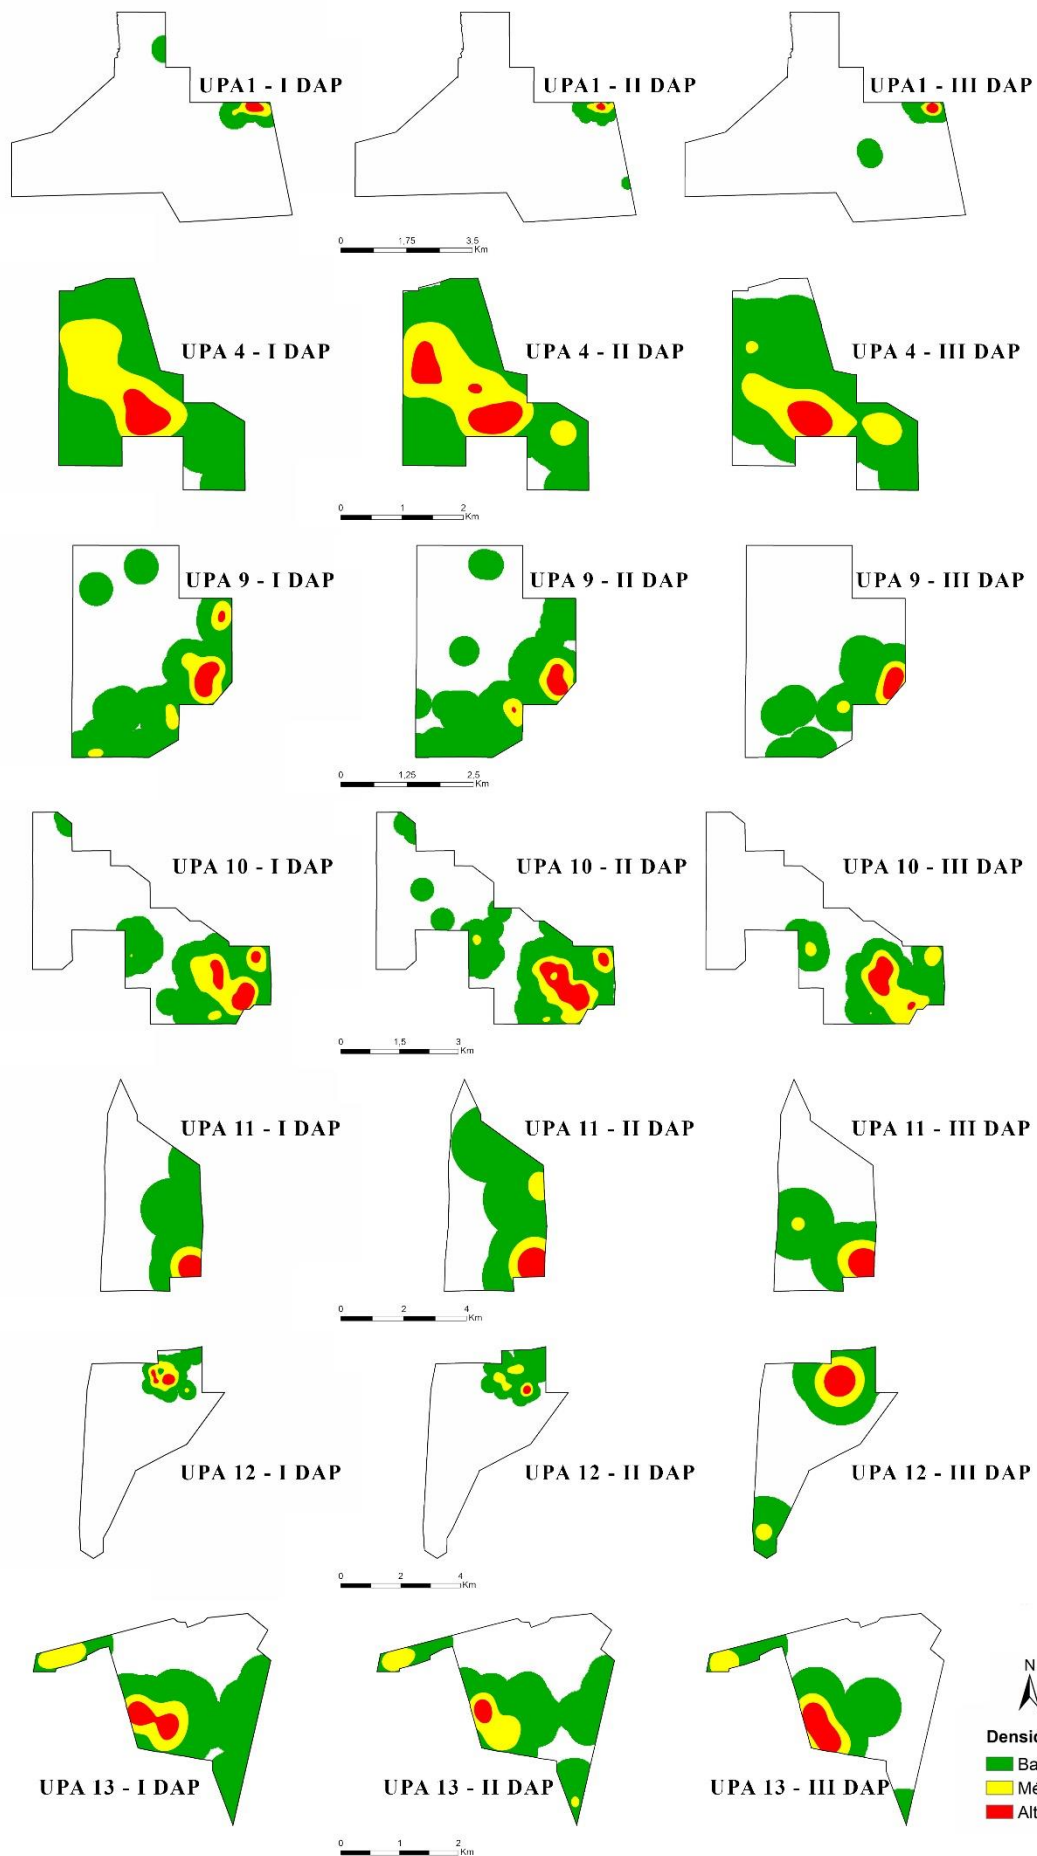 UPA1 - I DAP
UPA1 - II DAP
UPA1 - III DAP
0 1,75 3,5
Km
UPA 4 - I DAP
UPA 4 - II DAP
UPA 4 - III DAP
0 1 2
Km
UPA 9 - I DAP
UPA 9 - II DAP
UPA 9 - III DAP
0 1,25 2,5
Km
UPA 10 - I DAP
UPA 10 - II DAP
UPA 10 - III DAP
0 1,5 3
Km
UPA 11 - I DAP
UPA 11 - II DAP
UPA 11 - III DAP
0 2 4
Km
UPA 12 - I DAP
UPA 12 - II DAP
UPA 12 - III DAP
0 2 4
Km
N
Densid
Ba
Mé
Alt
UPA 13 - I DAP
UPA 13 - II DAP
UPA 13 - III DAP
0 1 2
Km